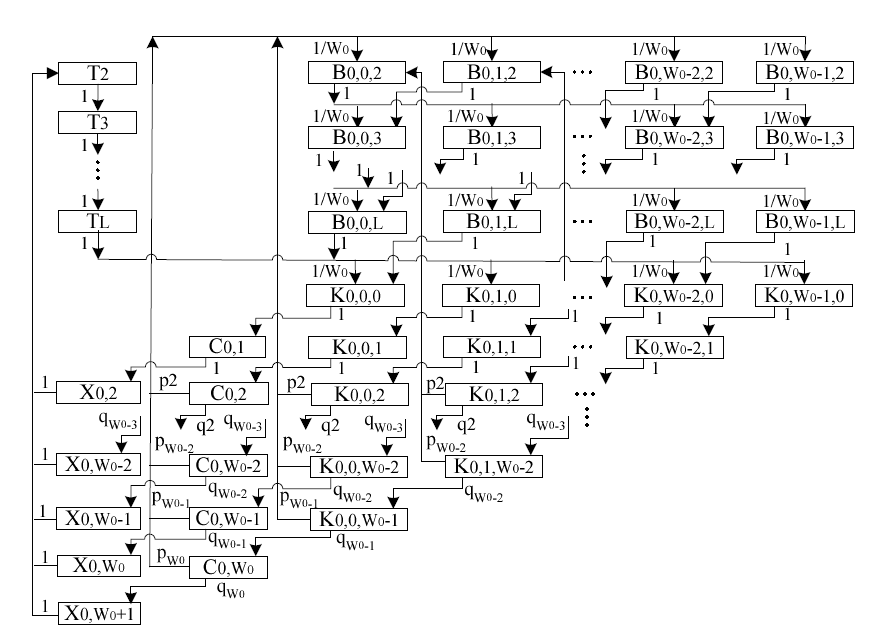 1/W0 1/W0 1/W0 1/W0
T2 B0,0,2 B0,1,2 ... B0,W0-2,2 B0,W0-1,2
1 1 1 1 1
1/W0 1/W0 1/W0 1/W0
T3 B0,0,3 B0,1,3 ... B0,W0-2,3 B0,W0-1,3
1 1 1 1 1
1 1 1
1 1/W0 1/W0 1/W0 1/W0
TL B0,0,L B0,1,L ... B0,W0-2,L B0,W0-1,L
1 1 1 1 1
1/W0 1/W0 1/W0 1/W0
K0,0,0 K0,1,0 ... K0,W0-2,0 K0,W0-1,0
1 1 1 1 1
C0,1 K0,0,1 K0,1,1 ... K0,W0-2,1
1 1 1 1 1
1 X0,2 p2 C0,2 p2 K0,0,2 p2 K0,1,2 ...
qW0-3 q2 qW0-3 q2 qW0-3 q2 qW0-3
pW0-2 pW0-2 pW0-2
1 X0,W0-2 C0,W0-2 K0,0,W0-2 K0,1,W0-2
pW0-1 qW0-2 pW0-1 qW0-2 qW0-2
1 X0,W0-1 C0,W0-1 K0,0,W0-1
qW0-1 qW0-1
1 X0,W0 pW0 C0,W0
qW0
1 X0,W0+1